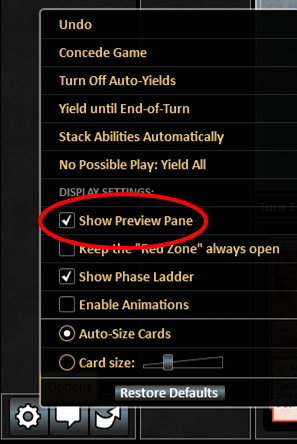 Undo
Concede Game
Turn Off Auto-Yields
Yield until End-of-Turn
Stack Abilities Automatically
No Possible Play: Yield All
DISPLAY SETTINGS:
Show Preview Pane
Keep the "Red Zone" always open
Show Phase Ladder
Enable Animations
Auto-Size Cards
Card size:
Options
Restore Defaults